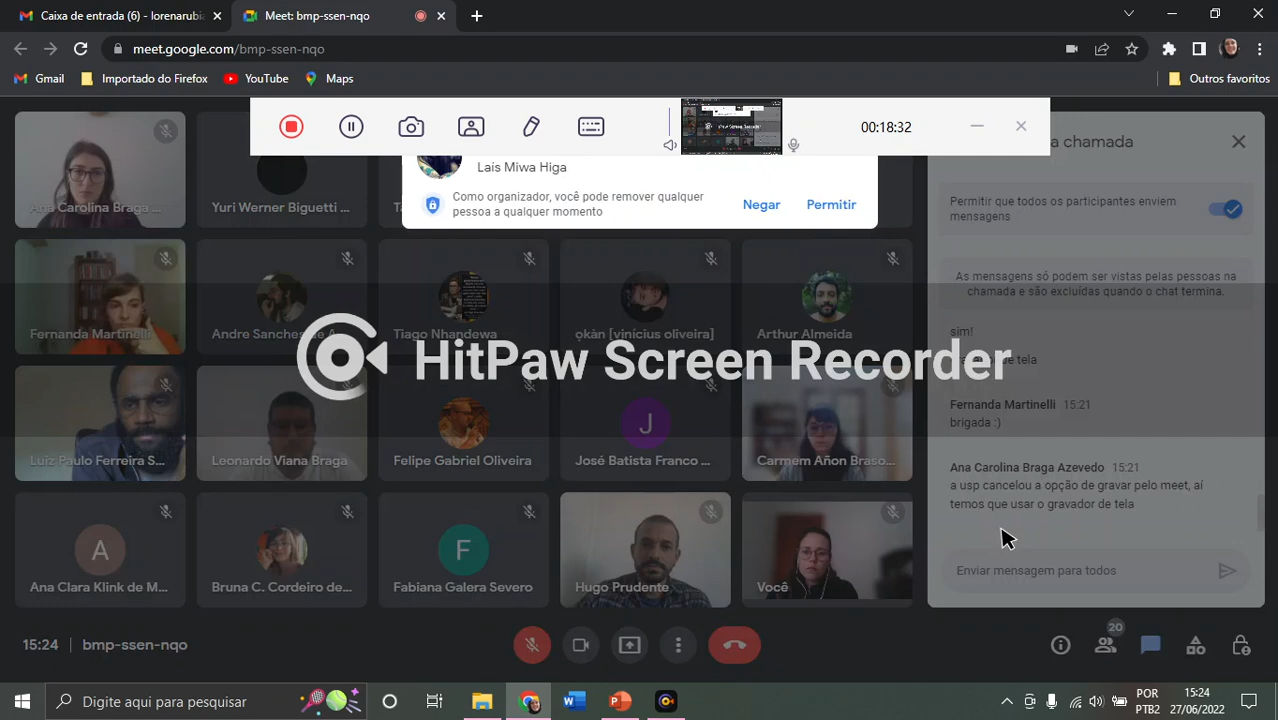 Caixa de entrada (6) - lorenarubia
Meet: bmp-ssen-nqo
meet.google.com/bmp-ssen-nqo
Gmail
Importado do Firefox
YouTube
Maps
Outros favoritos
00:18:32
a chamada
Laís Miwa Higa
Como organizador, você pode remover qualquer
pessoa a qualquer momento
Negar
Permitir
Permitir que todos os participantes enviem
mensagens
As mensagens só podem ser vistas pelas pessoas na
chamada e são excluídas quando o chat termina.
sim!
de tela
Fernanda Martinelli 15:21
brigada :)
Ana Carolina Braga Azevedo 15:21
a usp cancelou a opção de gravar pelo meet, aí
temos que usar o gravador de tela
Enviar mensagem para todos
Ana Carolina Braga ...
Yuri Werner Biguetti ...
Fernanda Martinelli
Andre Sanches de A...
Tiago Nhandewa
ọkàn [vinícius oliveira]
Arthur Almeida
HitPaw Screen Recorder
Luiz Paulo Ferreira S...
Leonardo Viana Braga
Felipe Gabriel Oliveira
J
José Batista Franco ...
Carmem Añon Braso...
A
Ana Clara Klink de M...
Bruna C. Cordeiro de...
F
Fabiana Galera Severo
Hugo Prudente
Você
15:24
bmp-ssen-nqo
20
Digite aqui para pesquisar
POR
PTB2
15:24
27/06/2022